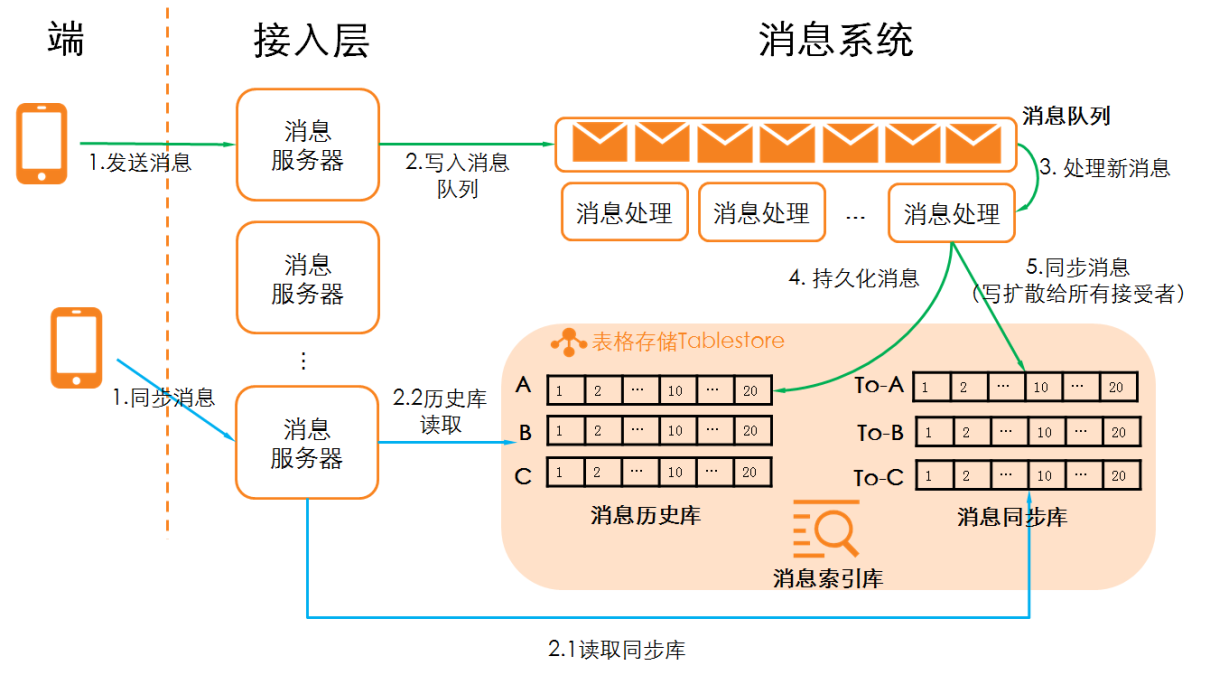 端
接入层
消息系统
消息
服务器
消息队列
1.发送消息
2.写入消息
队列
3. 处理新消息
消息处理
消息处理
...
消息处理
消息
服务器
4. 持久化消息
5.同步消息
（写扩散给所有接受者）
⋮
表格存储Tablestore
1.同步消息
消息
服务器
2.2历史库
读取
A 1 2 ... 10 ... 20
B 1 2 ... 10 ... 20
C 1 2 ... 10 ... 20
消息历史库
To-A 1 2 ... 10 ... 20
To-B 1 2 ... 10 ... 20
To-C 1 2 ... 10 ... 20
消息同步库
消息索引库
2.1读取同步库